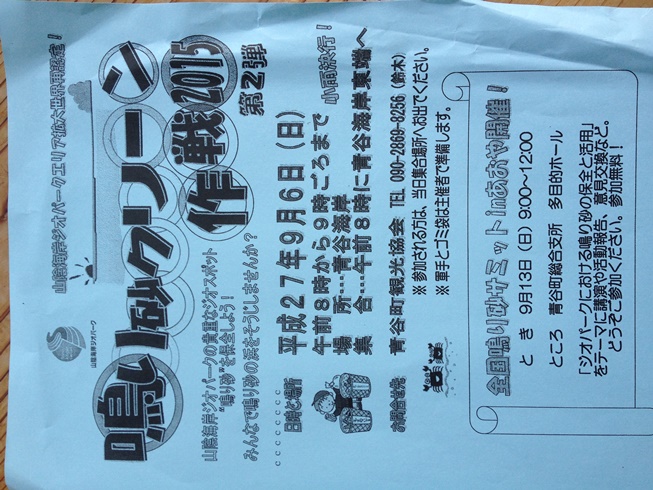 山陰海岸ジオパークエリア拡大世界再認定！
山陰海岸ジオパーク
鳴り砂クリーン
作戦2015
第2弾
山陰海岸ジオパークの貴重なジオスポット
“鳴り砂”を保全しよう！
みんなで鳴り砂の浜をそうじしませんか？
日時と場所
平成27年9月6日（日）
午前8時から9時ごろまで
小雨決行！
場 所…青谷海岸
集 合…午前8時に青谷海岸東端へ
お問合せ先
青谷町観光協会 TEL 090-2869-6256（鈴木）
※ 参加される方は、当日集合場所へお出でください。
※ 軍手とゴミ袋は主催者で準備します。
全国鳴り砂サミットinあおや開催！
と き 9月13日（日）9:00～12:00
ところ 青谷町総合支所 多目的ホール
「ジオパークにおける鳴り砂の保全と活用」
をテーマに講演や活動報告、意見交換など。
どうぞご参加ください。参加無料！